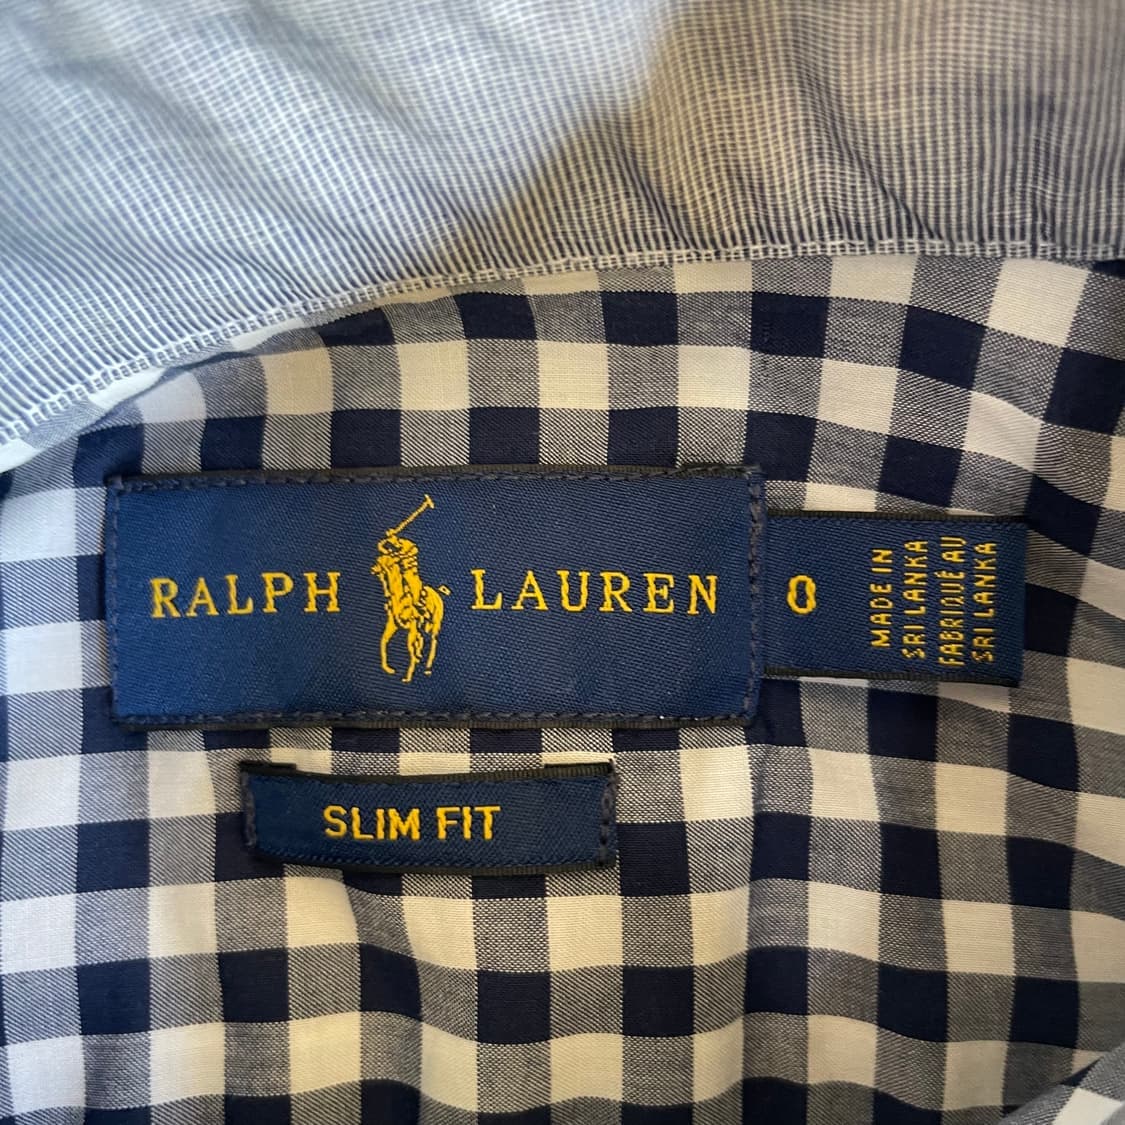 RALPH LAUREN
0
MADE IN
SRI LANKA
FABRIQUÉ AU
SRI LANKA
SLIM FIT